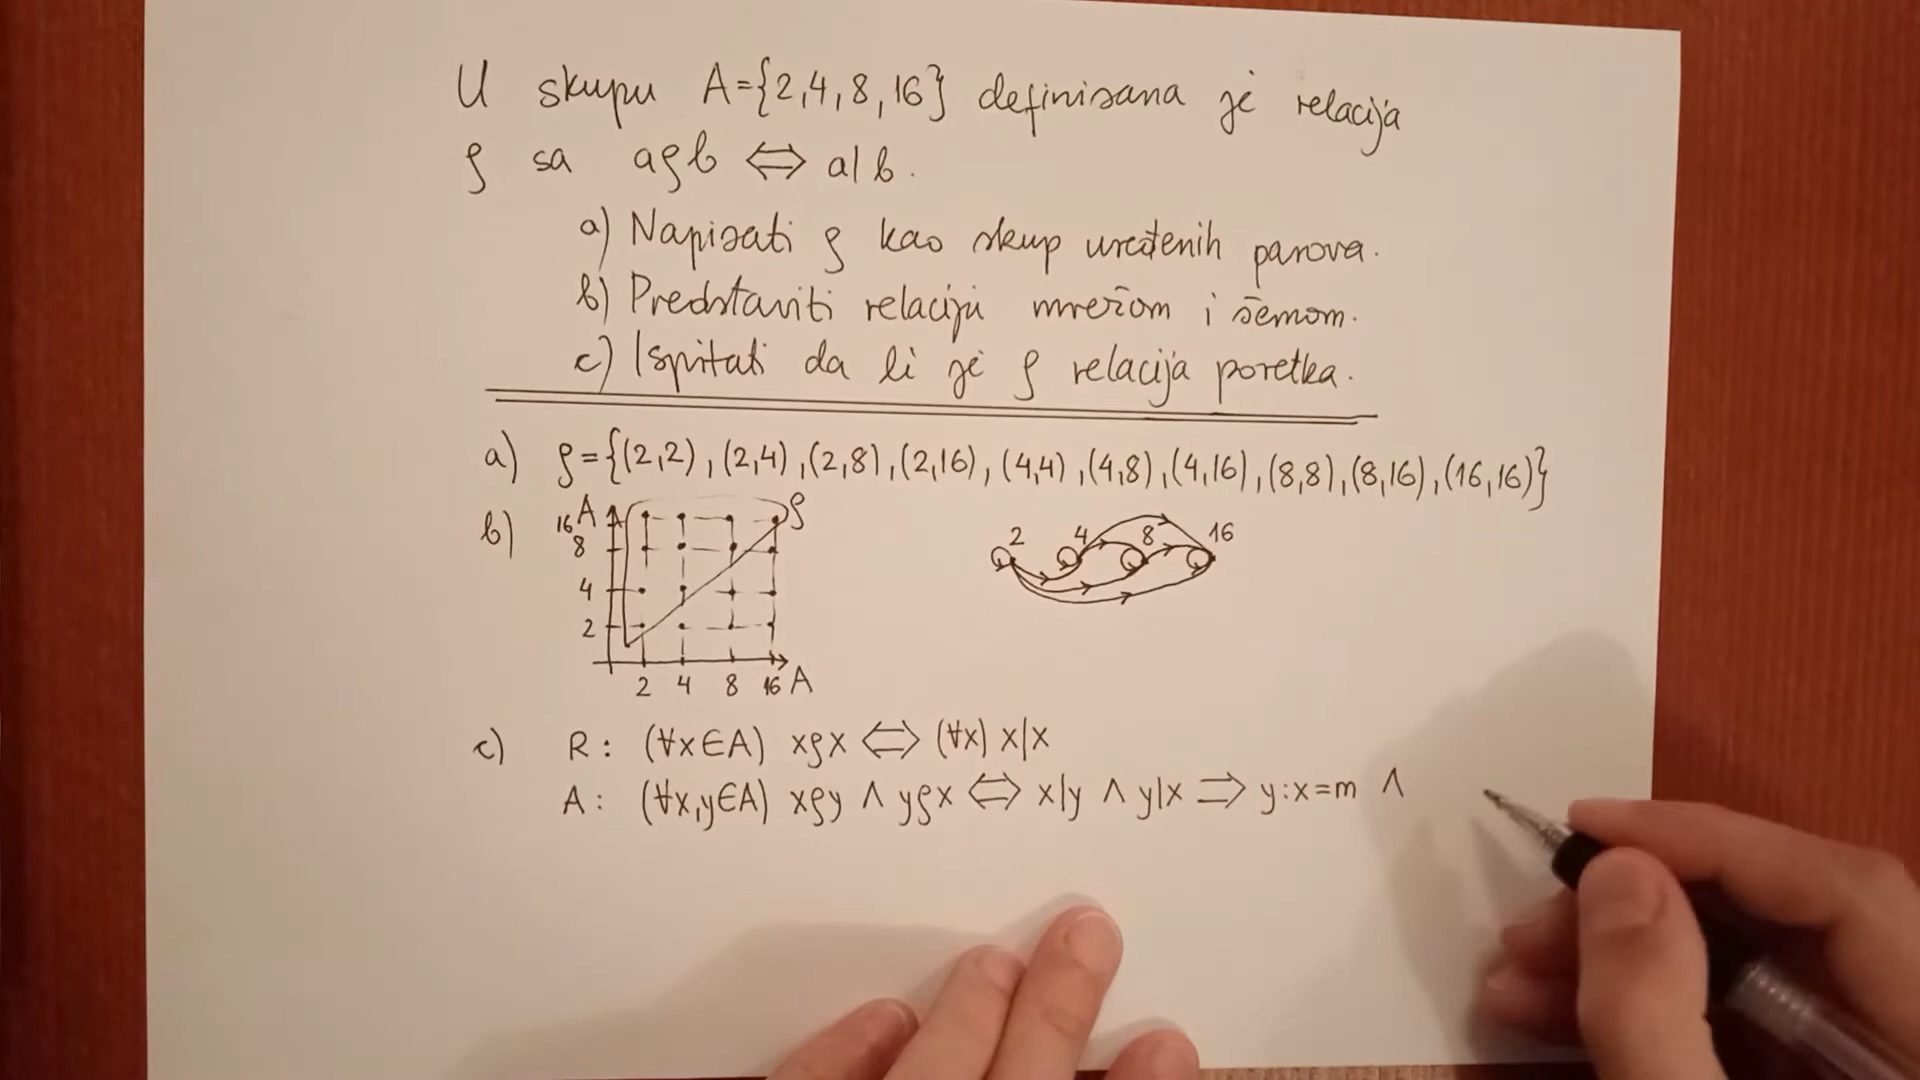 U skupu A={2,4,8,16} definisana je relacija
ρ sa aρb ⇔ a|b.
a) Napisati ρ kao skup uređenih parova.
b) Predstaviti relaciju mrežom i šemom.
c) Ispitati da li je ρ relacija poretka.
a) ρ={(2,2),(2,4),(2,8),(2,16),(4,4),(4,8),(4,16),(8,8),(8,16),(16,16)}
b)
A ρ
16
8
4
2
2 4 8 16 A
2 4 8 16
c) R: (∀x∈A) xρx ⇔ (∀x) x|x
A: (∀x,y∈A) xρy ∧ yρx ⇔ x|y ∧ y|x ⇒ y:x=m ∧